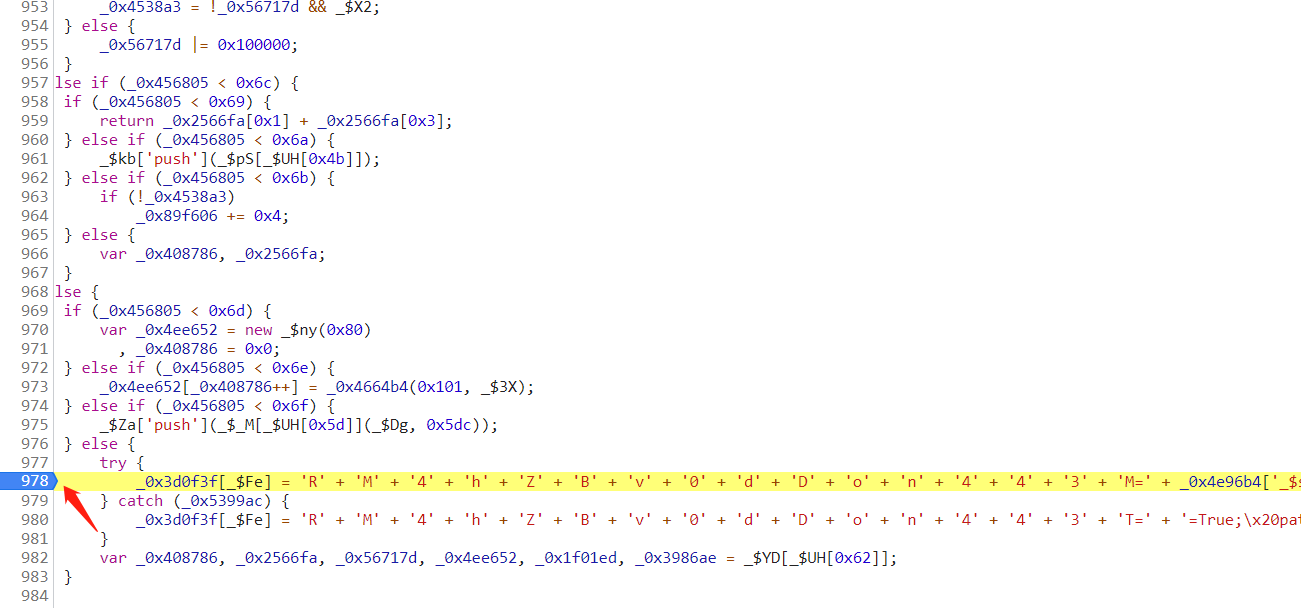 953 _0x4538a3 = !_0x56717d && _$X2;
954 } else {
955 _0x56717d |= 0x100000;
956 }
957 lse if (_0x456805 < 0x6c) {
958 if (_0x456805 < 0x69) {
959 return _0x2566fa[0x1] + _0x2566fa[0x3];
960 } else if (_0x456805 < 0x6a) {
961 _$kb['push'](_$pS[_$UH[0x4b]]);
962 } else if (_0x456805 < 0x6b) {
963 if (!_0x4538a3)
964 _0x89f606 += 0x4;
965 } else {
966 var _0x408786, _0x2566fa;
967 }
968 lse {
969 if (_0x456805 < 0x6d) {
970 var _0x4ee652 = new _$ny(0x80)
971 , _0x408786 = 0x0;
972 } else if (_0x456805 < 0x6e) {
973 _0x4ee652[_0x408786++] = _0x4664b4(0x101, _$3X);
974 } else if (_0x456805 < 0x6f) {
975 _$Za['push'](_$_M[_$UH[0x5d]](_$Dg, 0x5dc));
976 } else {
977 try {
978 _0x3d0f3f[_$Fe] = 'R' + 'M' + '4' + 'h' + 'Z' + 'B' + 'v' + '0' + 'd' + 'D' + 'o' + 'n' + '4' + '4' + '3' + 'M=' + _0x4e96b4['_$s
979 } catch (_0x5399ac) {
980 _0x3d0f3f[_$Fe] = 'R' + 'M' + '4' + 'h' + 'Z' + 'B' + 'v' + '0' + 'd' + 'D' + 'o' + 'n' + '4' + '4' + '3' + 'T=' + '=True;\x20pat
981 }
982 var _0x408786, _0x2566fa, _0x56717d, _0x4ee652, _0x1f01ed, _0x3986ae = _$YD[_$UH[0x62]];
983 }
984